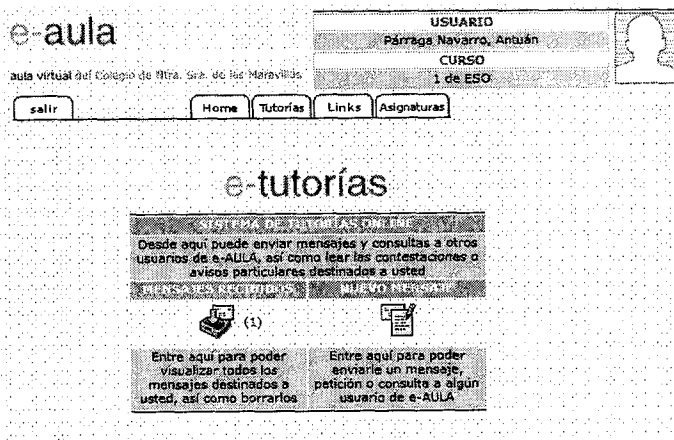 e-aula
USUARIO
Párraga Navarro, Antuán
CURSO
1 de ESO
aula virtual del Colegio de Ntra. Sra. de las Maravillas
salir
Home
Tutorías
Links
Asignaturas
e-tutorías
SISTEMA DE TUTORIAS ONLINE
Desde aquí puede enviar mensajes y consultas a otros
usuarios de e-AULA, así como lear las contestaciones o
avisos particulares destinados a usted
MENSAJES RECIBIDOS
NUEVO MENSAJE
(1)
Entre aquí para poder
visualizar todos los
mensajes destinados a
usted, así como borrarlos
Entre aquí para poder
enviarle un mensaje,
petición o consulta a algún
usuario de e-AULA